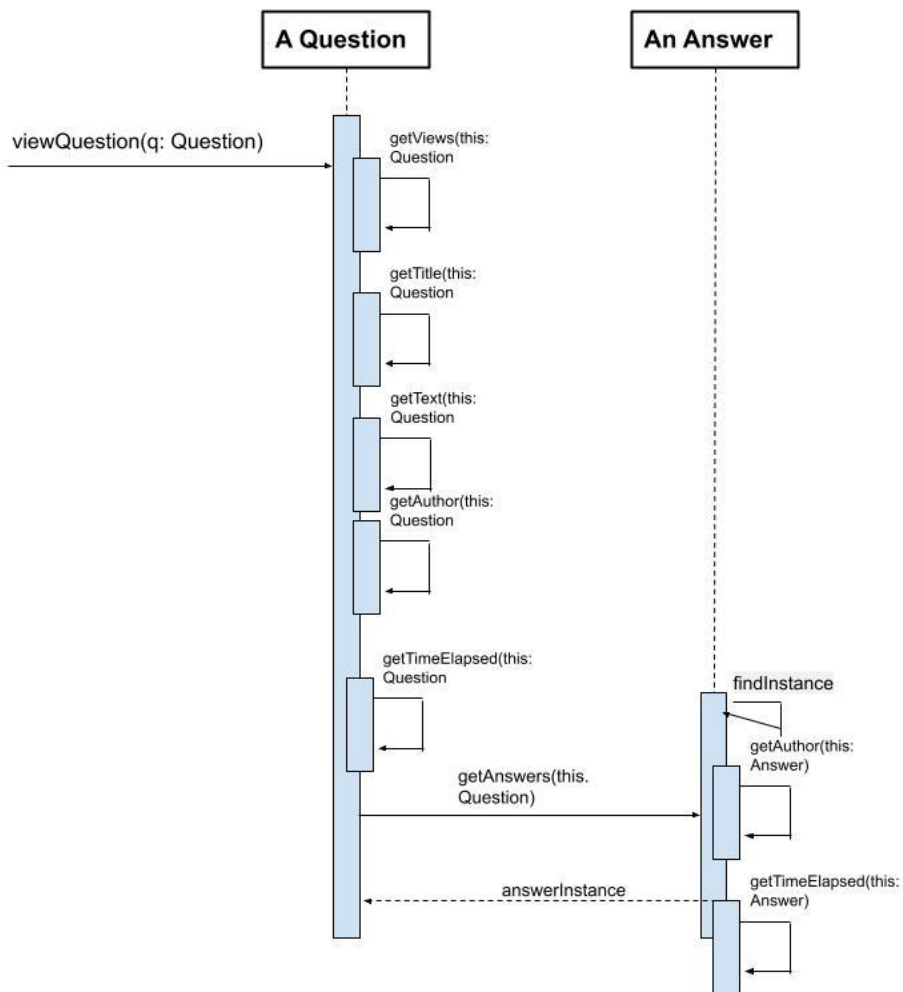 A Question
An Answer
viewQuestion(q: Question)
getViews(this:
Question
getTitle(this:
Question
getText(this:
Question
getAuthor(this:
Question
getTimeElapsed(this:
Question
findInstance
getAuthor(this:
Answer)
getAnswers(this.
Question)
getTimeElapsed(this:
Answer)
answerInstance